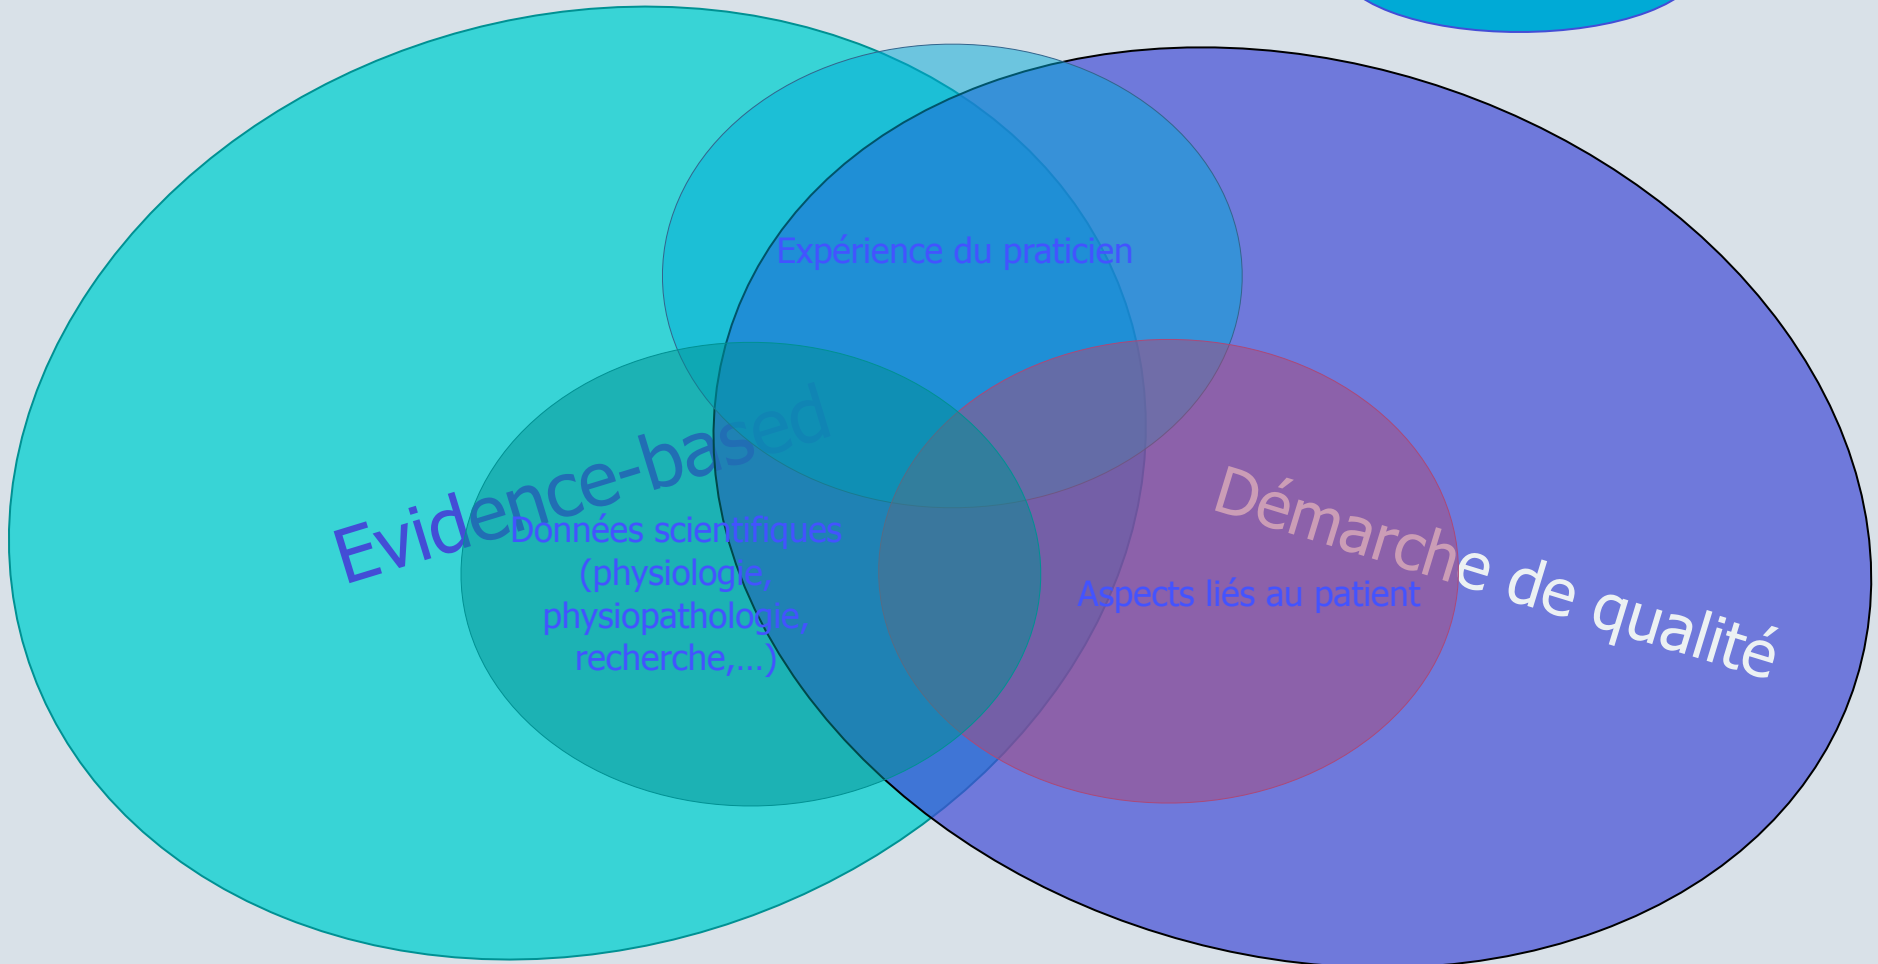 Expérience du praticien
Evidence-based
Démarche de qualité
Données scientifiques
(physiologie,
physiopathologie,
recherche,...)
Aspects liés au patient